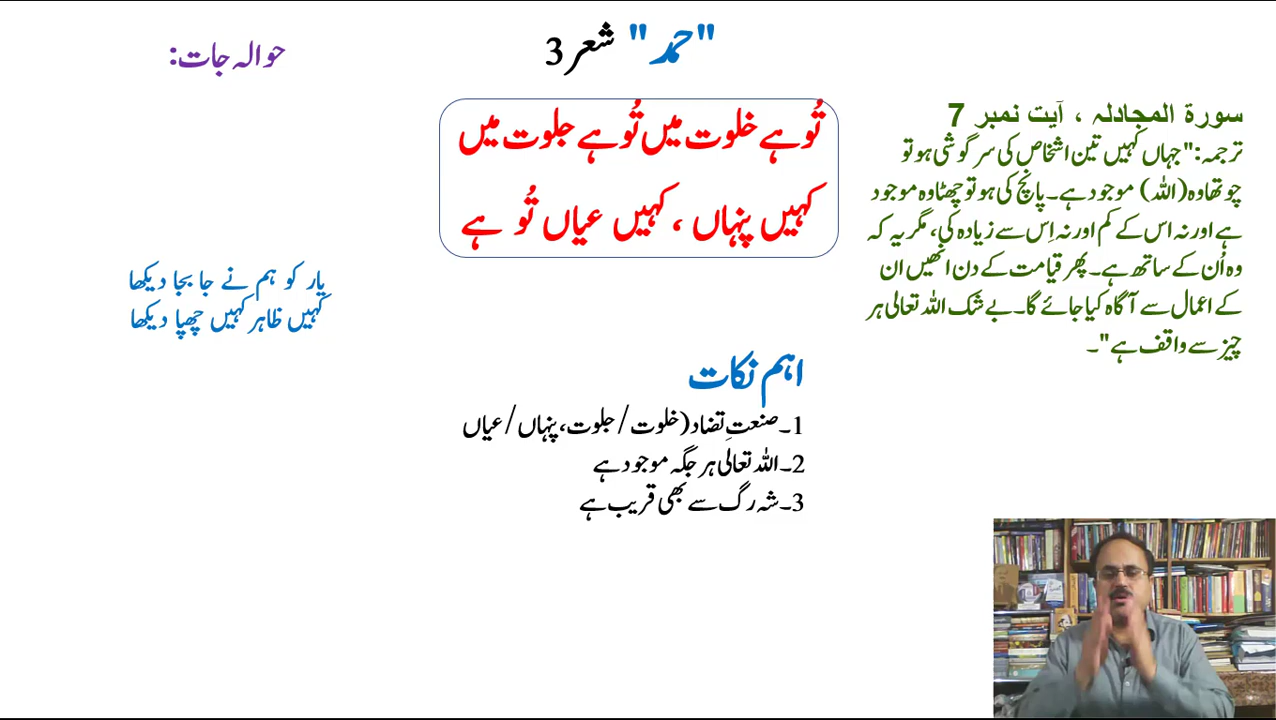 "حمد" شعر 3
حوالہ جات:
تُو ہے خلوت میں تُو ہے جلوت میں
کہیں پنہاں ، کہیں عیاں تُو ہے
سورۃ المجادلہ ، آیت نمبر 7
ترجمہ: "جہاں کہیں تین اشخاص کی سرگوشی ہو تو
چوتھا وہ (اللہ) موجود ہے۔ پانچ کی ہو تو چھٹا وہ موجود
ہے اور نہ اس کے کم اور نہ اِس سے زیادہ کی، مگر یہ کہ
وہ اُن کے ساتھ ہے۔ پھر قیامت کے دن انھیں ان
کے اعمال سے آگاہ کیا جائے گا۔ بے شک اللہ تعالی ہر
چیز سے واقف ہے"۔
یار کو ہم نے جا بجا دیکھا
کہیں ظاہر کہیں چھپا دیکھا
اہم نکات
1۔ صنعتِ تضاد (خلوت/جلوت، پنہاں/عیاں
2۔ اللہ تعالی ہر جگہ موجود ہے
3۔ شہ رگ سے بھی قریب ہے